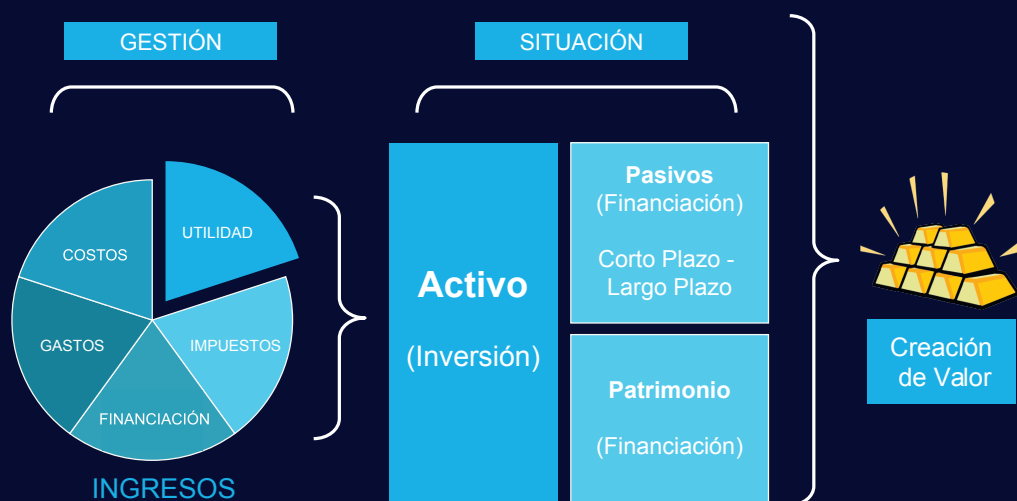 GESTIÓN
SITUACIÓN
UTILIDAD
COSTOS
GASTOS
IMPUESTOS
FINANCIACIÓN
INGRESOS
Activo
(Inversión)
Pasivos
(Financiación)
Corto Plazo -
Largo Plazo
Patrimonio
(Financiación)
Creación
de Valor